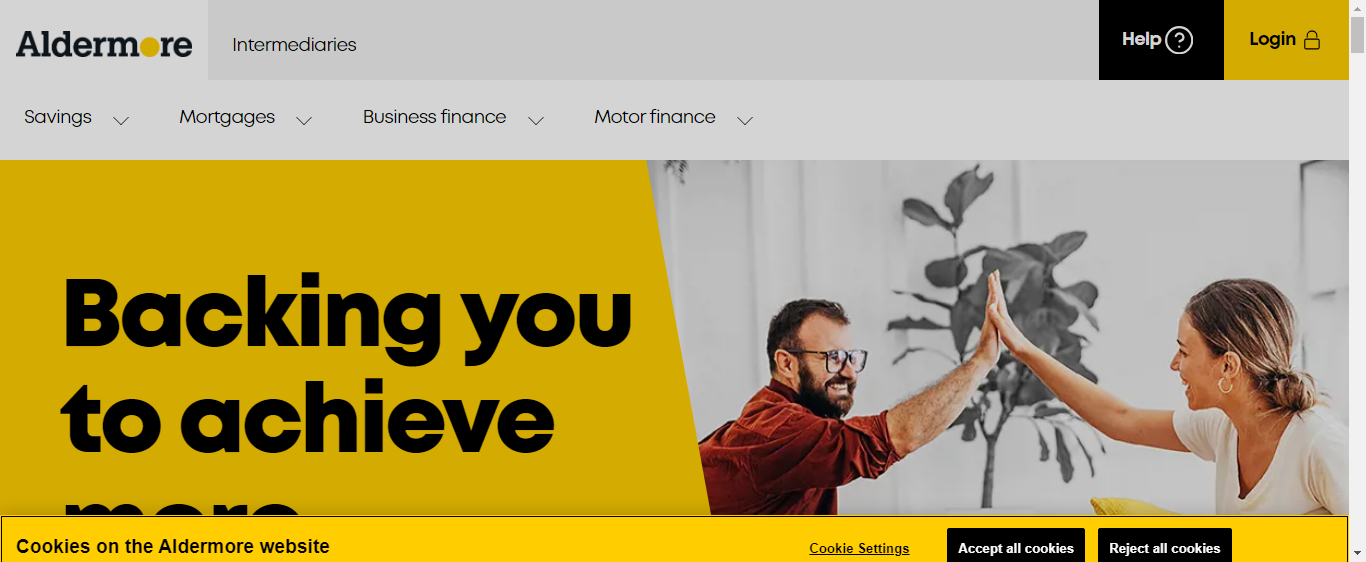 Aldermore
Intermediaries
Help
Login
Savings
Mortgages
Business finance
Motor finance
Backing you
to achieve
more
Cookies on the Aldermore website
Cookie Settings
Accept all cookies
Reject all cookies